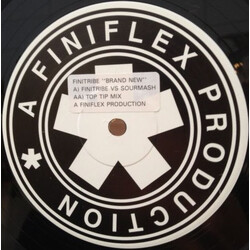 A FINIFLEX PRODUCTION *
FINITRIBE "BRAND NEW"
A) FINITRIBE VS SOURMASH
AA) TOP TIP MIX
A FINIFLEX PRODUCTION